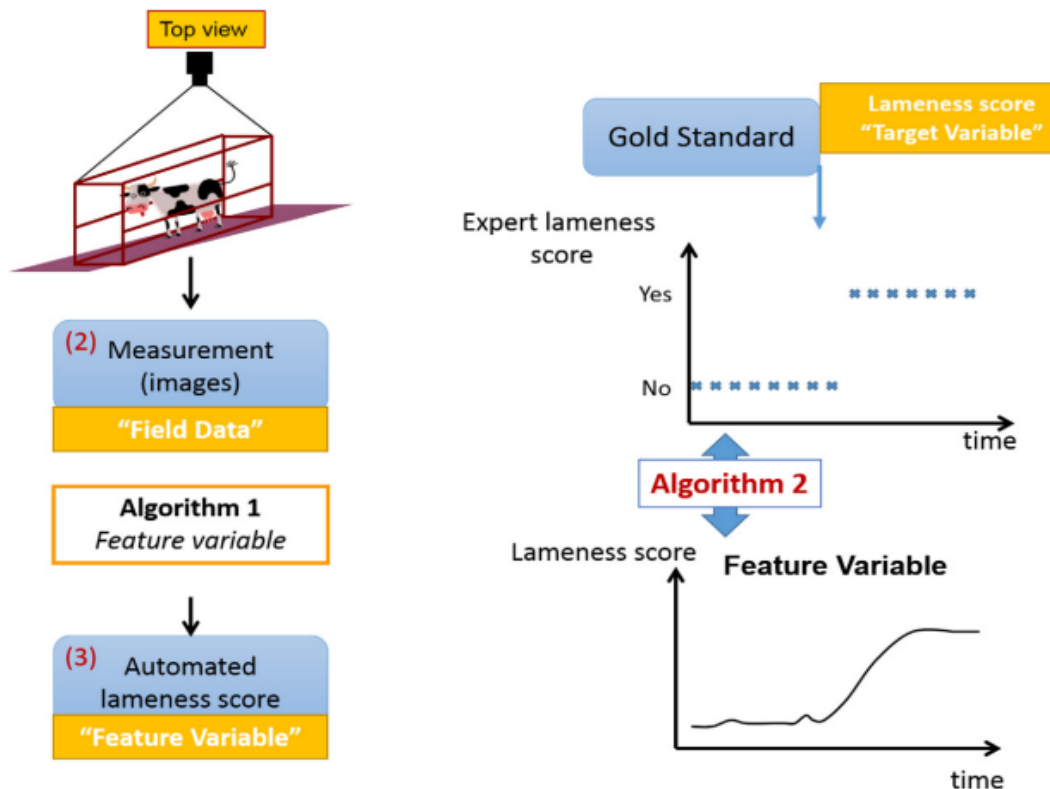 Top view
(2)
Measurement
(images)
“Field Data”
Algorithm 1
Feature variable
(3)
Automated
lameness score
“Feature Variable”
Gold Standard
Lameness score
“Target Variable”
Expert lameness
score
Yes
No
time
Algorithm 2
Lameness score
Feature Variable
time